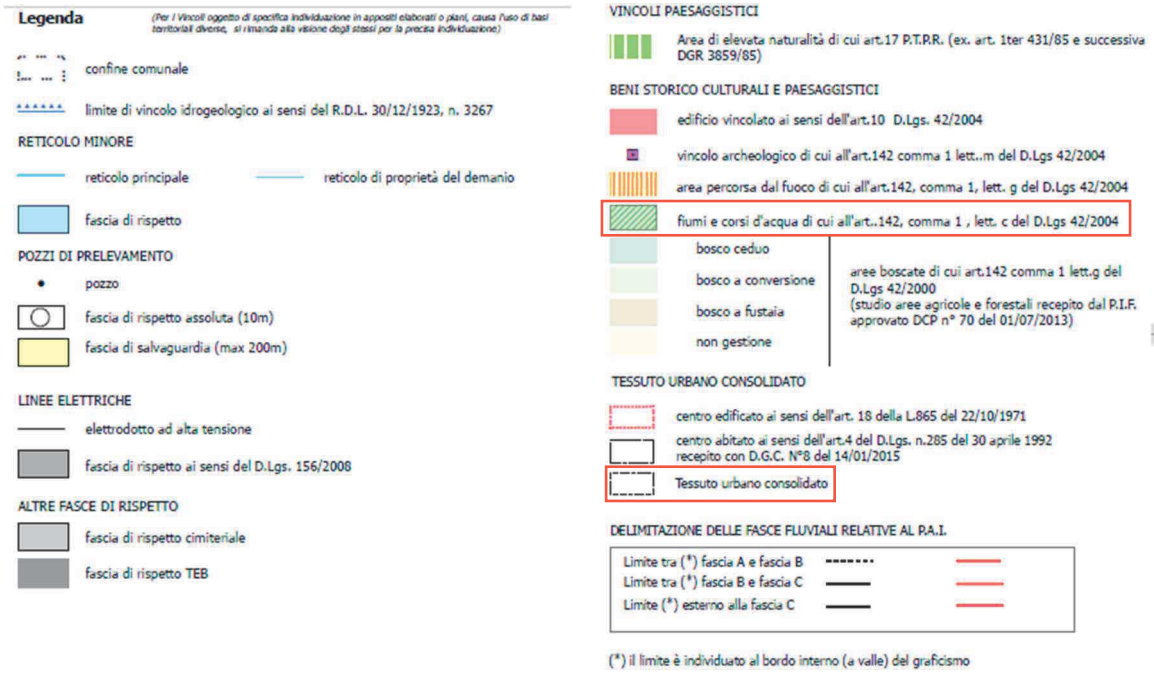 Legenda
(Per i Vincoli oggetto di specifica individuazione in appositi elaborati o piani, causa l'uso di basi
territoriali diverse, si rimanda alla visione degli stessi per la precisa individuazione)
confine comunale
limite di vincolo idrogeologico ai sensi del R.D.L. 30/12/1923, n. 3267
RETICOLO MINORE
reticolo principale
reticolo di proprietà del demanio
fascia di rispetto
POZZI DI PRELEVAMENTO
pozzo
fascia di rispetto assoluta (10m)
fascia di salvaguardia (max 200m)
LINEE ELETTRICHE
elettrodotto ad alta tensione
fascia di rispetto ai sensi del D.Lgs. 156/2008
ALTRE FASCE DI RISPETTO
fascia di rispetto cimiteriale
fascia di rispetto TEB
VINCOLI PAESAGGISTICI
Area di elevata naturalità di cui art.17 P.T.P.R. (ex. art. 1ter 431/85 e successiva
DGR 3859/85)
BENI STORICO CULTURALI E PAESAGGISTICI
edificio vincolato ai sensi dell'art.10 D.Lgs. 42/2004
vincolo archeologico di cui all'art.142 comma 1 lett..m del D.Lgs 42/2004
area percorsa dal fuoco di cui all'art.142, comma 1, lett. g del D.Lgs 42/2004
fiumi e corsi d'acqua di cui all'art..142, comma 1 , lett. c del D.Lgs 42/2004
bosco ceduo
bosco a conversione
bosco a fustaia
non gestione
aree boscate di cui art.142 comma 1 lett.g del
D.Lgs 42/2000
(studio aree agricole e forestali recepito dal P.I.F.
approvato DCP n° 70 del 01/07/2013)
TESSUTO URBANO CONSOLIDATO
centro edificato ai sensi dell'art. 18 della L.865 del 22/10/1971
centro abitato ai sensi dell'art.4 del D.Lgs. n.285 del 30 aprile 1992
recepito con D.G.C. N°8 del 14/01/2015
Tessuto urbano consolidato
DELIMITAZIONE DELLE FASCE FLUVIALI RELATIVE AL P.A.I.
Limite tra (*) fascia A e fascia B
Limite tra (*) fascia B e fascia C
Limite (*) esterno alla fascia C
(*) il limite è individuato al bordo interno (a valle) del graficismo